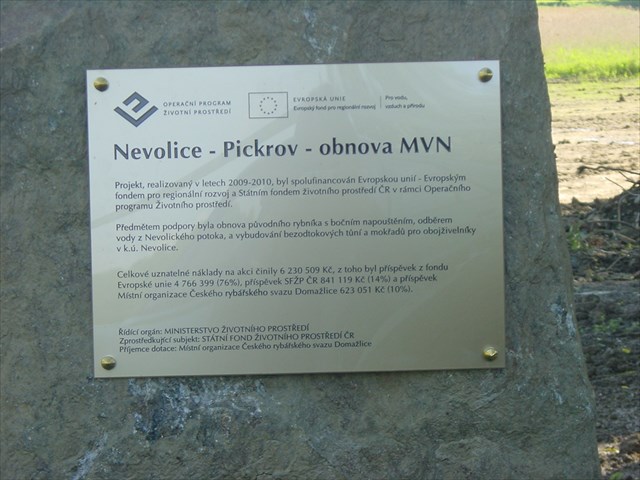 OPERAČNÍ PROGRAM
ŽIVOTNÍ PROSTŘEDÍ
EVROPSKÁ UNIE
Evropský fond pro regionální rozvoj
Pro vodu,
vzduch a přírodu
Nevolice - Pickrov - obnova MVN
Projekt, realizovaný v letech 2009-2010, byl spolufinancován Evropskou unií - Evropským
fondem pro regionální rozvoj a Státním fondem životního prostředí ČR v rámci Operačního
programu Životního prostředí.
Předmětem podpory byla obnova původního rybníka s bočním napouštěním, odběrem
vody z Nevolického potoka, a vybudování bezodtokových tůní a mokřadů pro obojživelníky
v k.ú. Nevolice.
Celkové uznatelné náklady na akci činily 6 230 509 Kč, z toho byl příspěvek z fondu
Evropské unie 4 766 399 (76%), příspěvek SFŽP ČR 841 119 Kč (14%) a příspěvek
Místní organizace Českého rybářského svazu Domažlice 623 051 Kč (10%).
Řídící orgán: MINISTERSTVO ŽIVOTNÍHO PROSTŘEDÍ
Zprostředkující subjekt: STÁTNÍ FOND ŽIVOTNÍHO PROSTŘEDÍ ČR
Příjemce dotace: Místní organizace Českého rybářského svazu Domažlice